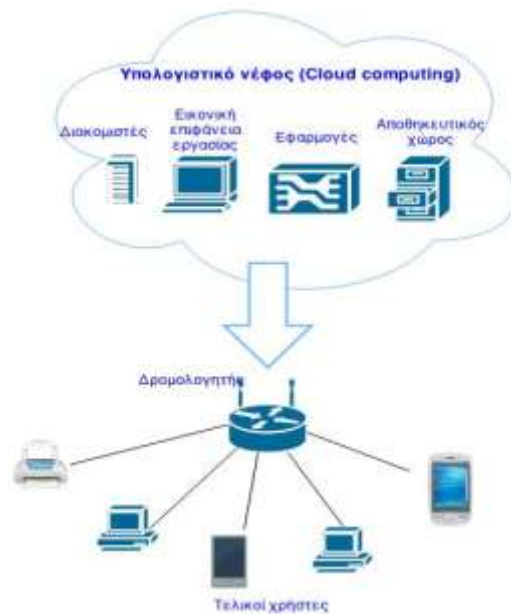 Υπολογιστικό νέφος (Cloud computing)
Διακομιστές
Εικονική
επιφάνεια
εργασίας
Εφαρμογές
Αποθηκευτικός
χώρος
Δρομολογητής
Τελικοί χρήστες